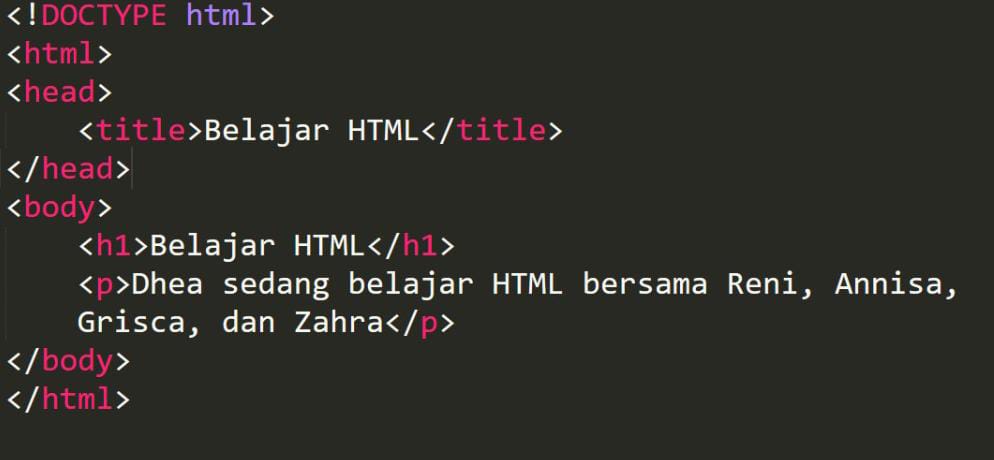 <!DOCTYPE html>
<html>
<head>
    <title>Belajar HTML</title>
</head>
<body>
    <h1>Belajar HTML</h1>
    <p>Dhea sedang belajar HTML bersama Reni, Annisa,
    Grisca, dan Zahra</p>
</body>
</html>